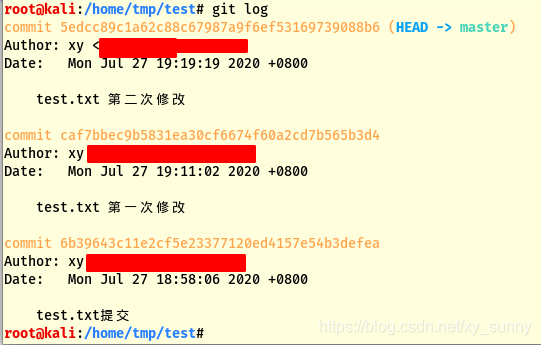 root@kali:/home/tmp/test# git log
commit 5edcc89c1a62c88c67987a9f6ef53169739088b6 (HEAD -> master)
Author: xy <
Date:   Mon Jul 27 19:19:19 2020 +0800
test.txt 第二次修改
commit caf7bbec9b5831ea30cf6674f60a2cd7b565b3d4
Author: xy
Date:   Mon Jul 27 19:11:02 2020 +0800
test.txt 第一次修改
commit 6b39643c11e2cf5e23377120ed4157e54b3defea
Author: xy
Date:   Mon Jul 27 18:58:06 2020 +0800
test.txt提交
root@kali:/home/tmp/test#
https://blog.csdn.net/xy_sunny